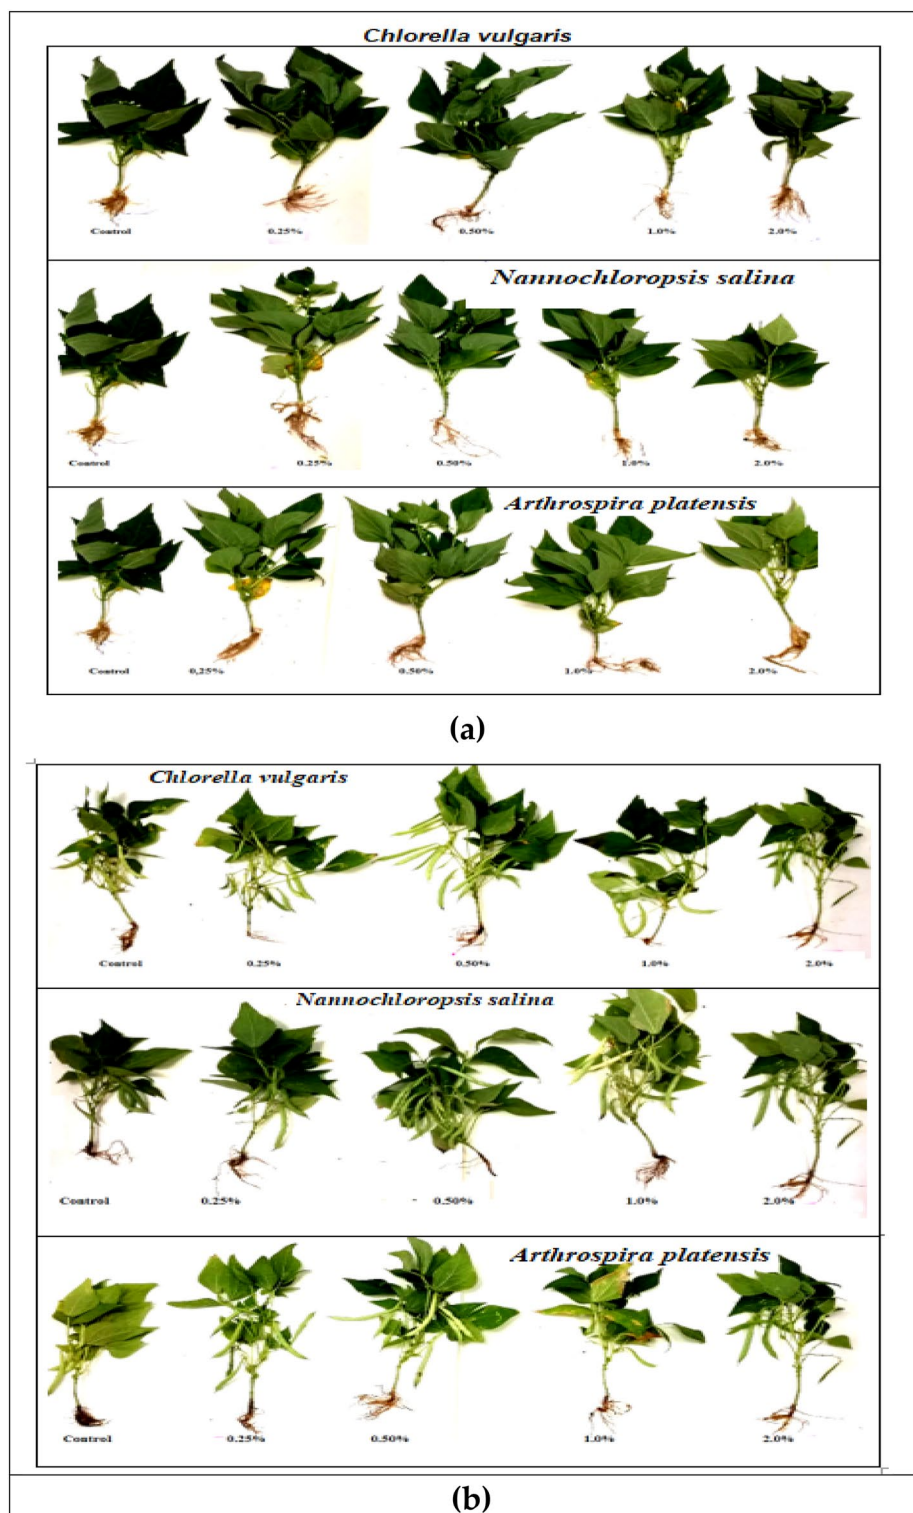 Chlorella vulgaris
Control 0.25% 0.50% 1.0% 2.0%
Nannochloropsis salina
Control 0.25% 0.50% 1.0% 2.0%
Arthrospira platensis
Control 0,25% 0.50% 1.0% 2.0%
(a)
Chlorella vulgaris
Control 0.25% 0.50% 1.0% 2.0%
Nannochloropsis salina
Control 0.25% 0.50% 1.0% 2.0%
Arthrospira platensis
Control 0.25% 0.50% 1.0% 2.0%
(b)